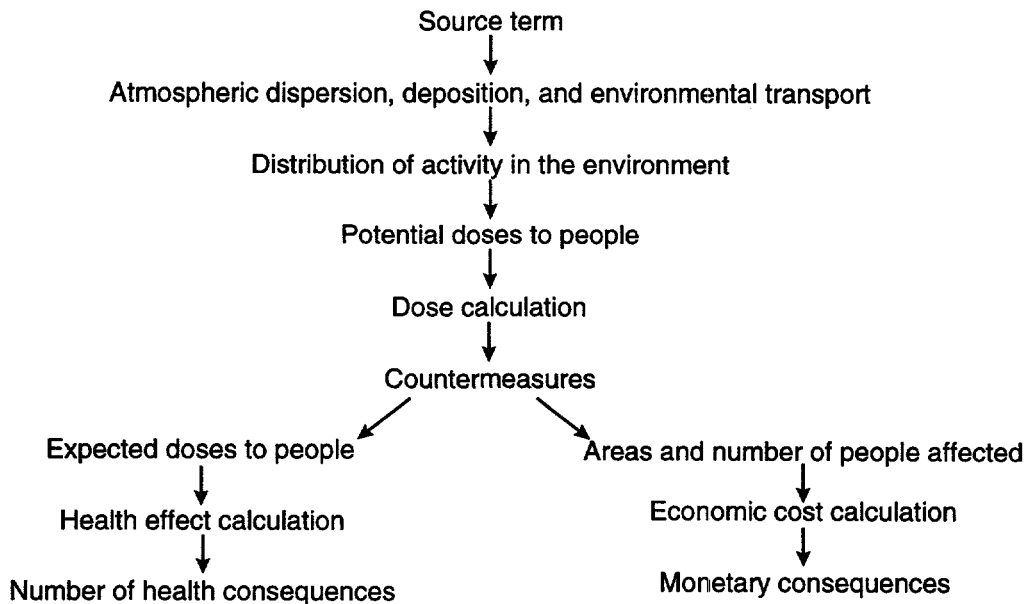 Source term
Atmospheric dispersion, deposition, and environmental transport
Distribution of activity in the environment
Potential doses to people
Dose calculation
Countermeasures
Expected doses to people
Areas and number of people affected
Health effect calculation
Economic cost calculation
Number of health consequences
Monetary consequences